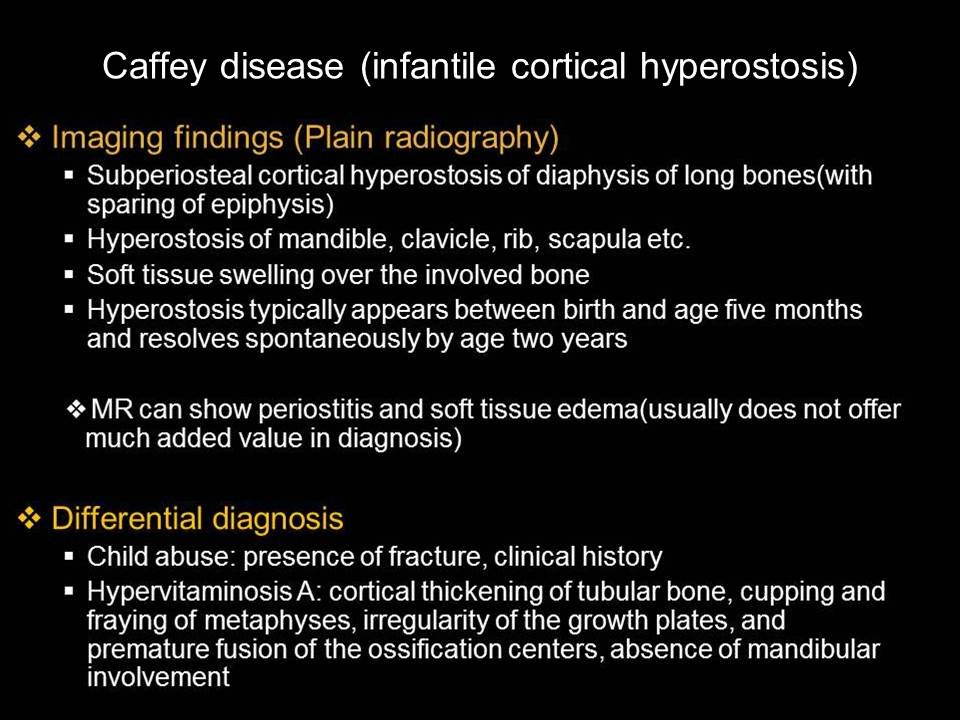 Caffey disease (infantile cortical hyperostosis)
❖ Imaging findings (Plain radiography)
▪ Subperiosteal cortical hyperostosis of diaphysis of long bones(with
sparing of epiphysis)
▪ Hyperostosis of mandible, clavicle, rib, scapula etc.
▪ Soft tissue swelling over the involved bone
▪ Hyperostosis typically appears between birth and age five months
and resolves spontaneously by age two years
❖ MR can show periostitis and soft tissue edema(usually does not offer
much added value in diagnosis)
❖ Differential diagnosis
▪ Child abuse: presence of fracture, clinical history
▪ Hypervitaminosis A: cortical thickening of tubular bone, cupping and
fraying of metaphyses, irregularity of the growth plates, and
premature fusion of the ossification centers, absence of mandibular
involvement